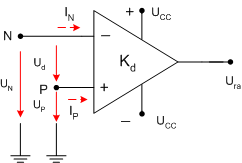 I_N
+ U_CC
N
−
U_d
K_d
U_N
P
+
U_ra
U_P
I_P
− U_CC